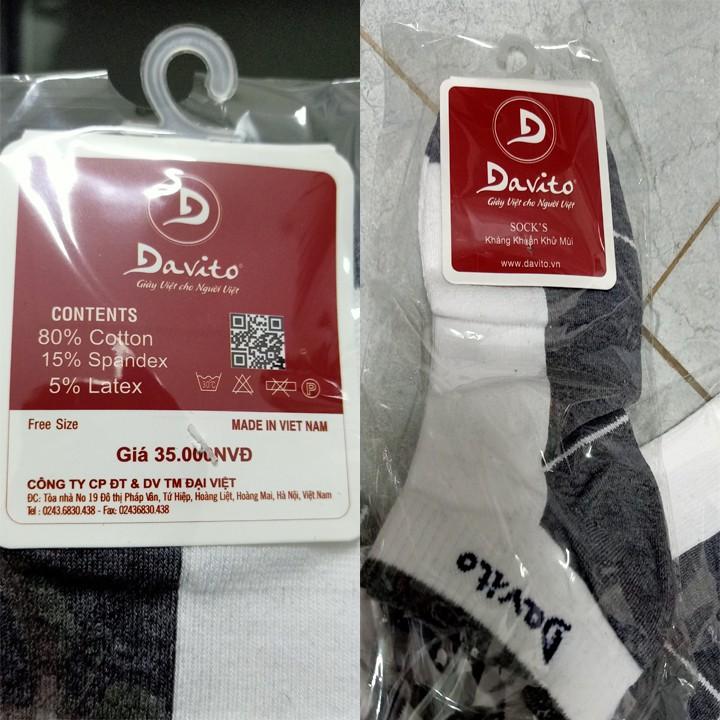 D
Davito®
Giày Việt cho Người Việt
CONTENTS
80% Cotton
15% Spandex
5% Latex
30°C
P
Free Size
MADE IN VIET NAM
Giá 35.000NVĐ
CÔNG TY CP ĐT & DV TM ĐẠI VIỆT
ĐC: Tòa nhà No 19 Đô thị Pháp Vân, Tứ Hiệp, Hoàng Liệt, Hoàng Mai, Hà Nội, Việt Nam
Tel : 0243.6830.438 - Fax: 02436830.438
D
Davito®
Giày Việt cho Người Việt
SOCK'S
Kháng Khuẩn Khử Mùi
www.davito.vn
Davito